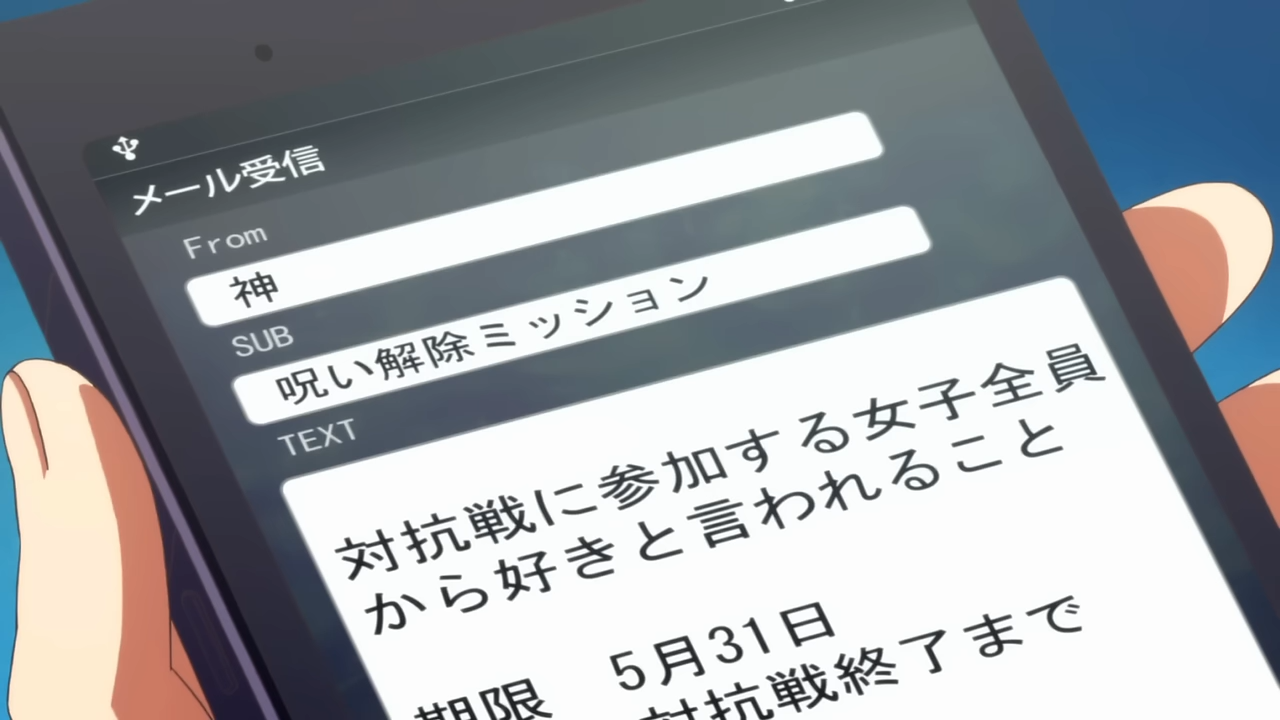 メール受信
From
神
SUB
呪い解除ミッション
TEXT
対抗戦に参加する女子全員
から好きと言われること
期限　5月31日
対抗戦終了まで